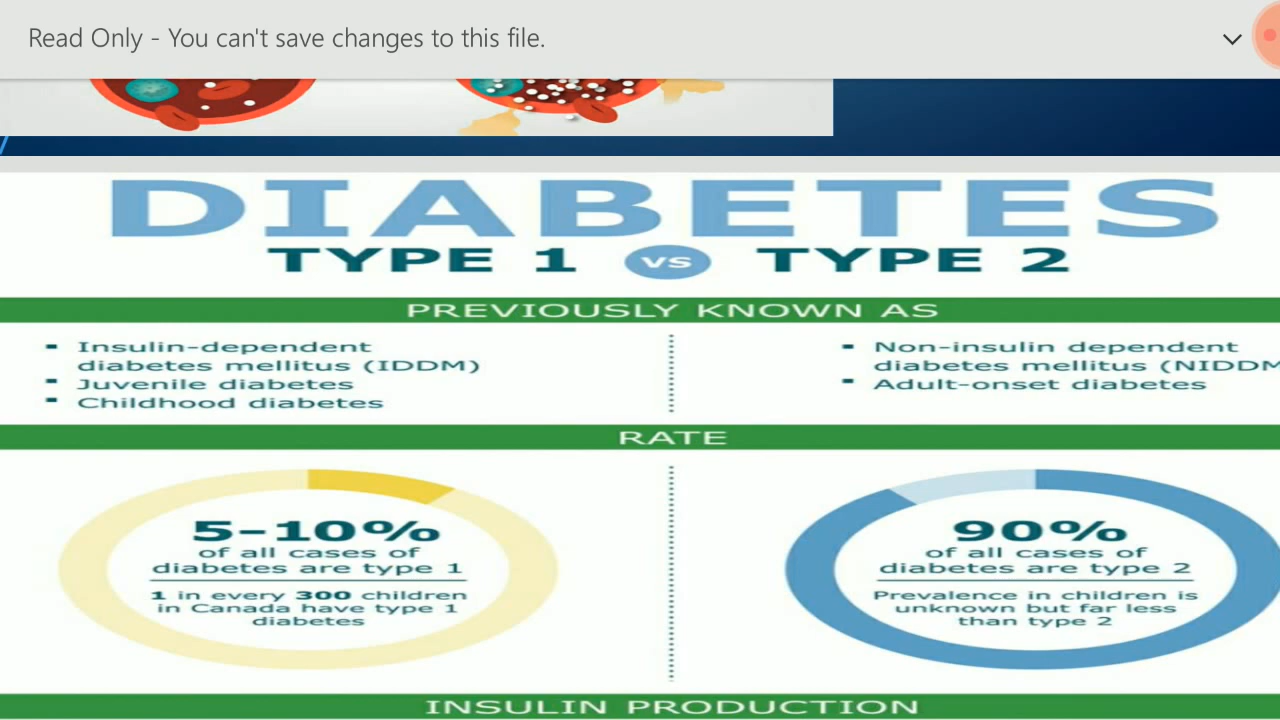 Read Only - You can't save changes to this file.
DIABETES
TYPE 1 vs TYPE 2
PREVIOUSLY KNOWN AS
▪ Insulin-dependent
diabetes mellitus (IDDM)
▪ Juvenile diabetes
▪ Childhood diabetes
▪ Non-insulin dependent
diabetes mellitus (NIDDM
▪ Adult-onset diabetes
RATE
5-10%
of all cases of
diabetes are type 1
1 in every 300 children
in Canada have type 1
diabetes
90%
of all cases of
diabetes are type 2
Prevalence in children is
unknown but far less
than type 2
INSULIN PRODUCTION